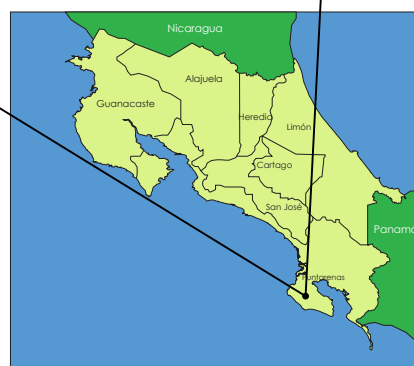 Nicaragua
Alajuela
Guanacaste
Heredia
Limón
Cartago
San José
Panama
Puntarenas